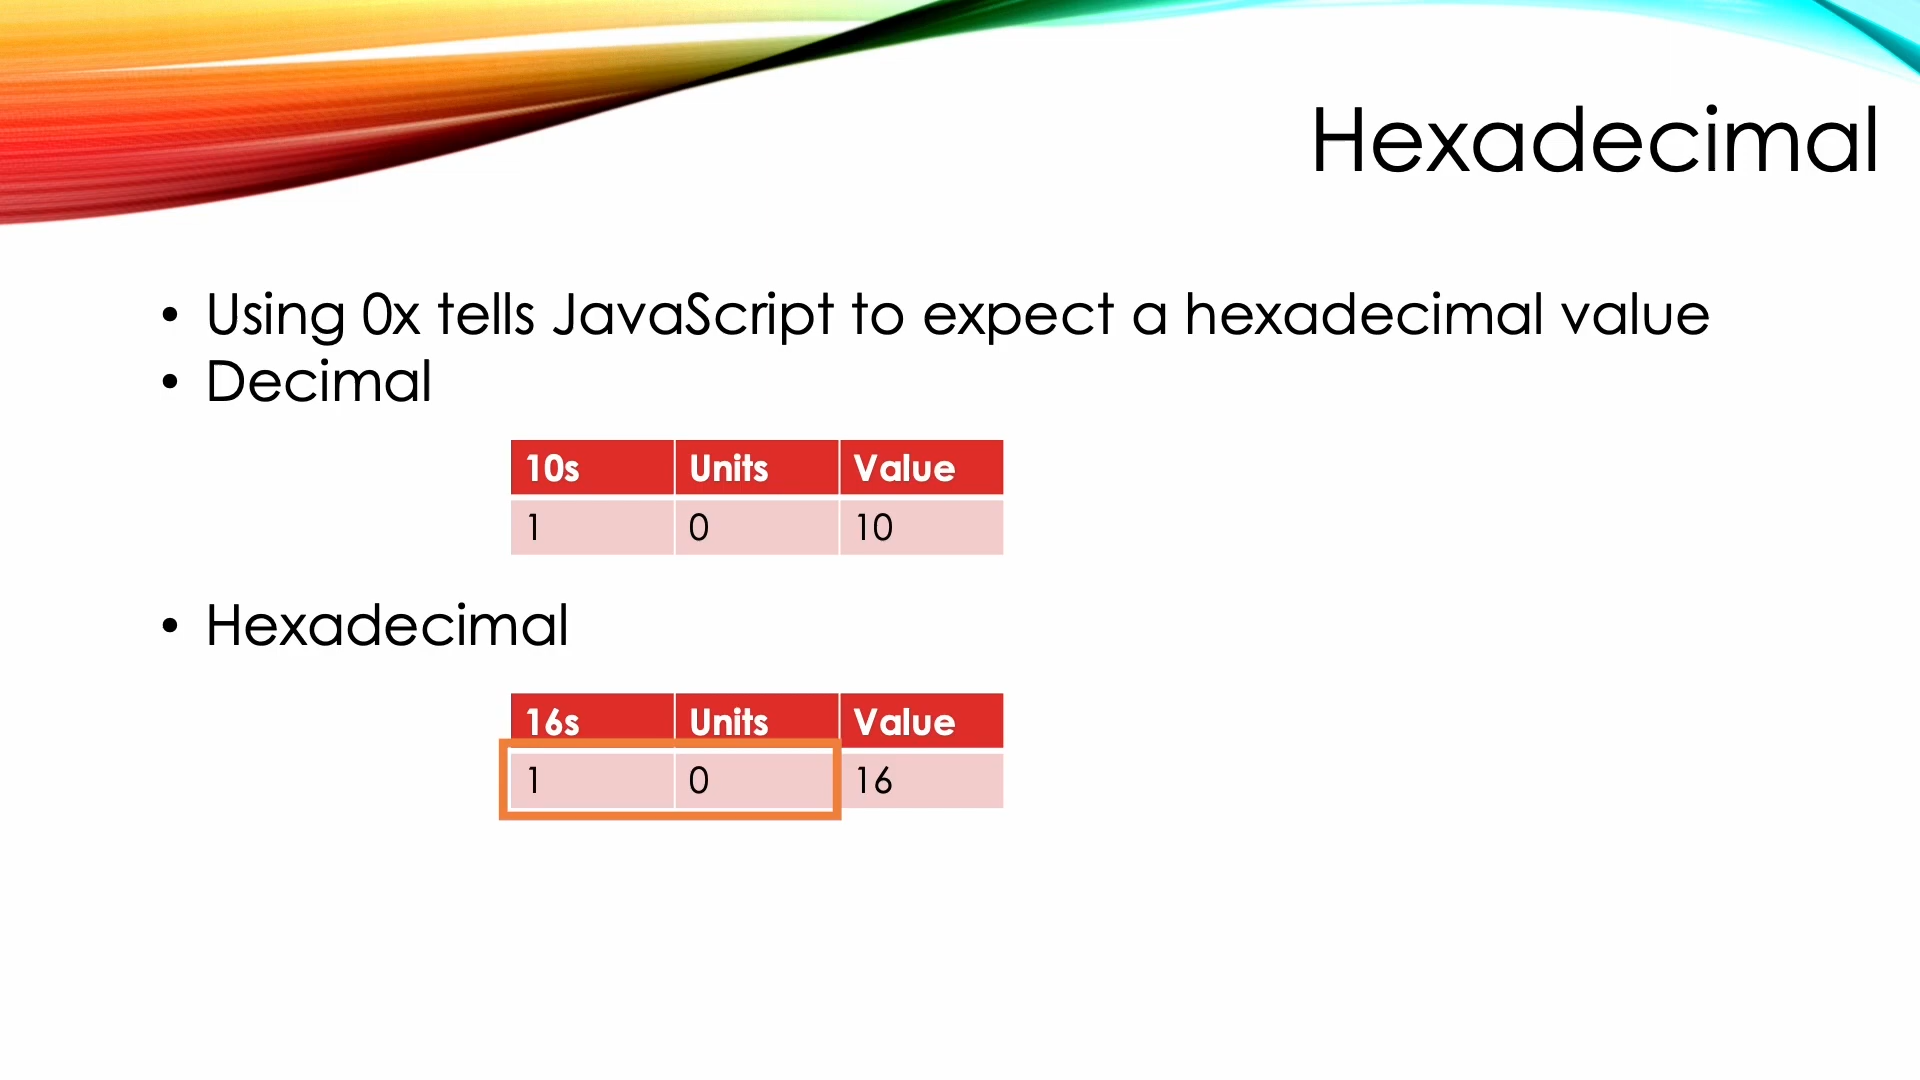 Hexadecimal
• Using 0x tells JavaScript to expect a hexadecimal value
• Decimal
10s Units Value
1 0 10
• Hexadecimal
16s Units Value
1 0 16